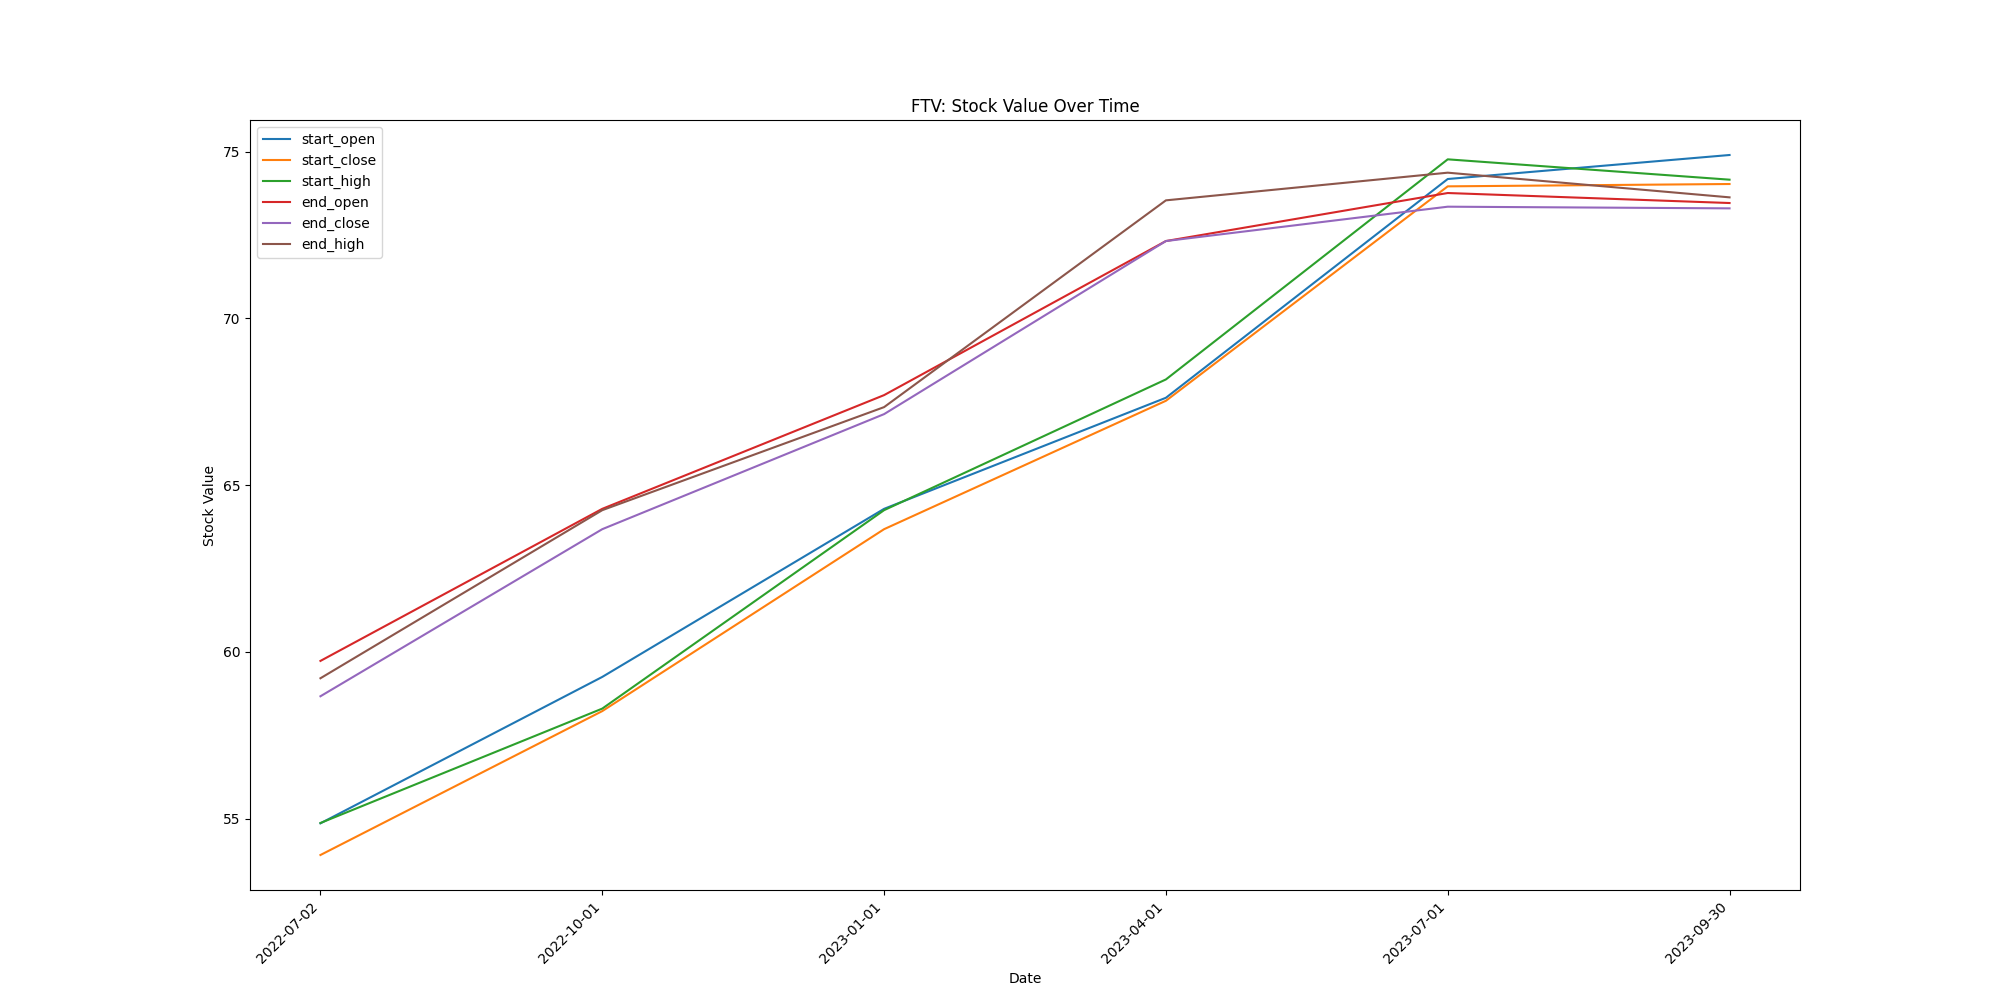 FTV: Stock Value Over Time
start_open
start_close
start_high
end_open
end_close
end_high
75
70
65
60
55
Stock Value
2022-07-02
2022-10-01
2023-01-01
2023-04-01
2023-07-01
2023-09-30
Date